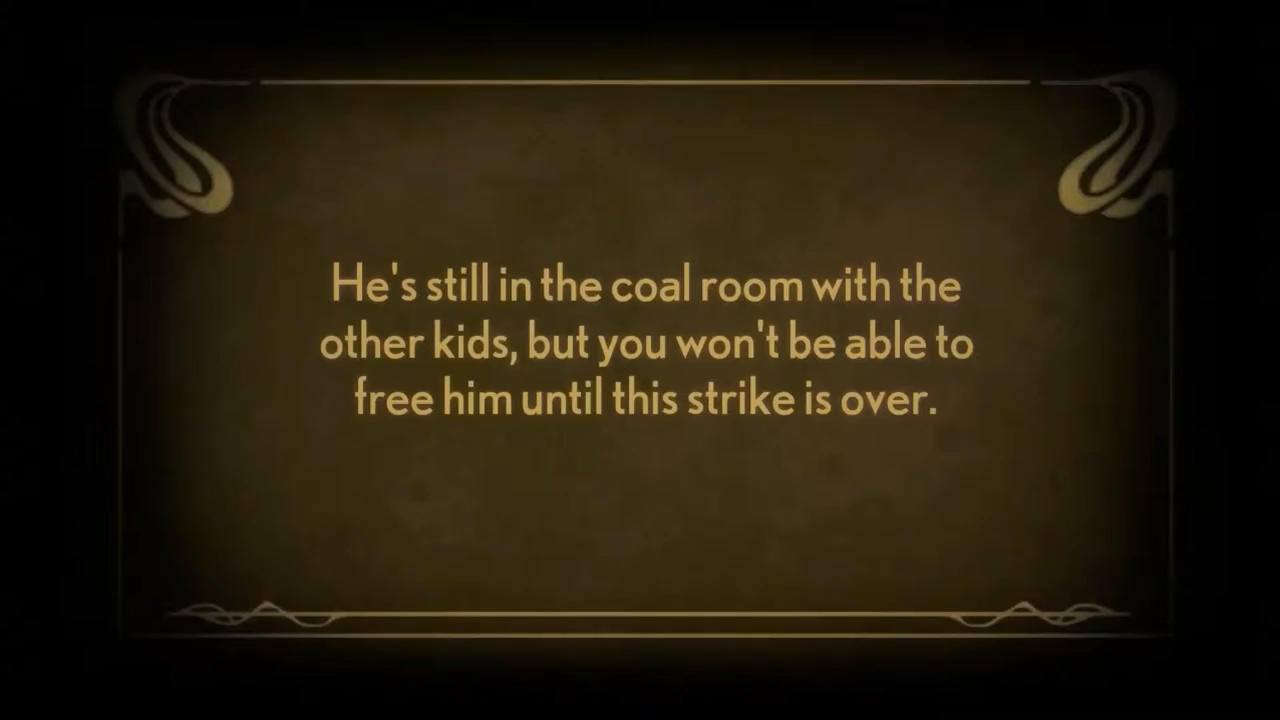 He's still in the coal room with the
other kids, but you won't be able to
free him until this strike is over.